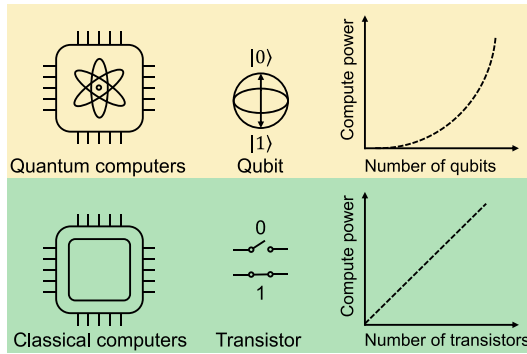 |0⟩
|1⟩
Quantum computers
Qubit
Compute power
Number of qubits
0
1
Classical computers
Transistor
Compute power
Number of transistors